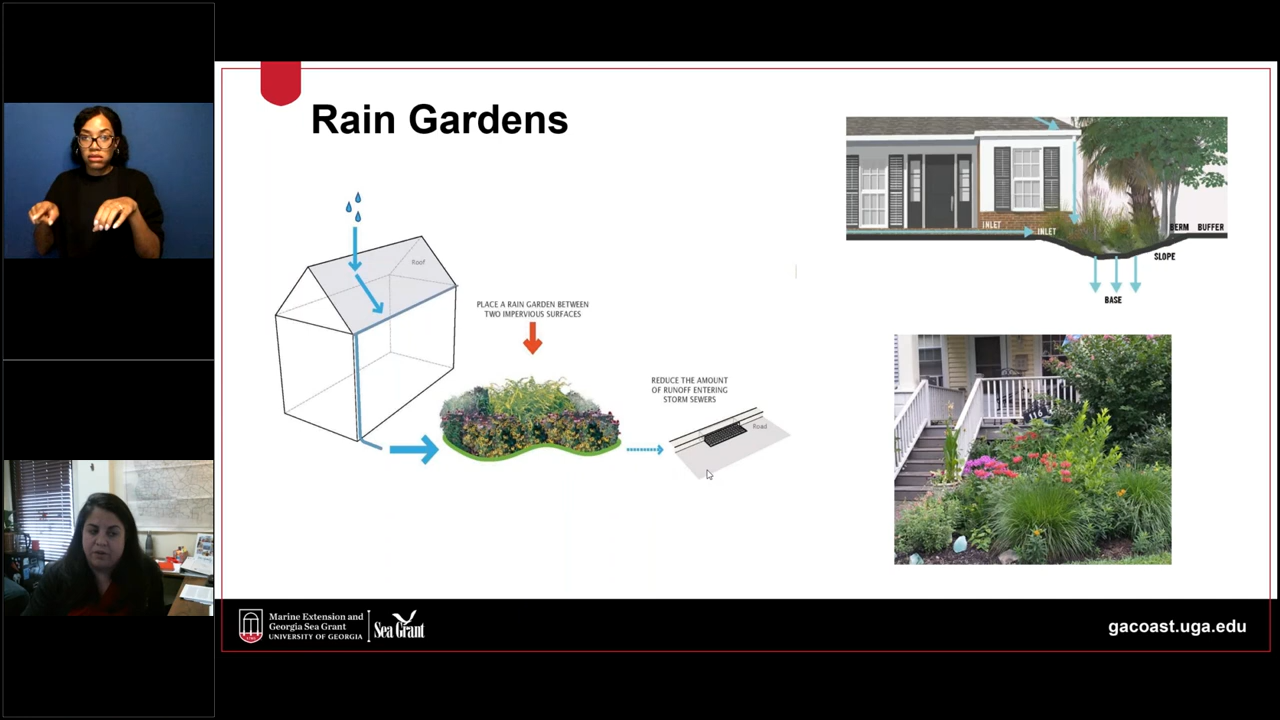 Rain Gardens
Roof
PLACE A RAIN GARDEN BETWEEN
TWO IMPERVIOUS SURFACES
REDUCE THE AMOUNT
OF RUNOFF ENTERING
STORM SEWERS
Road
INLET
INLET
BERM BUFFER
SLOPE
BASE
116
Marine Extension and
Georgia Sea Grant
UNIVERSITY OF GEORGIA
Sea Grant
gacoast.uga.edu